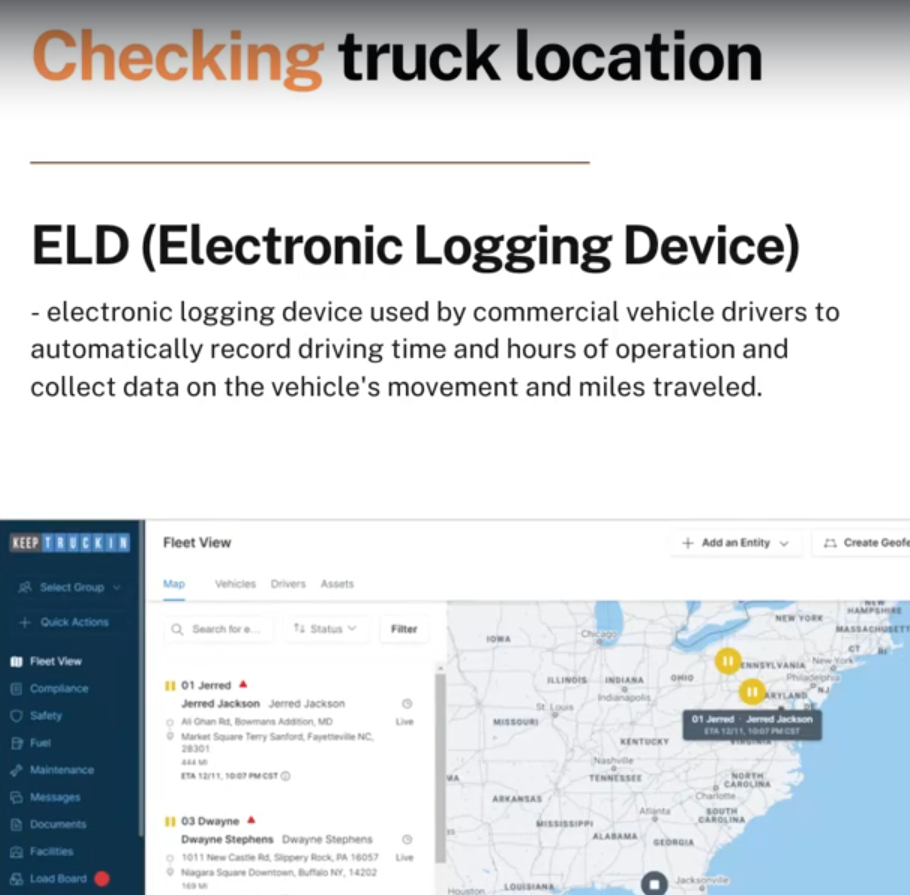 Checking truck location
ELD (Electronic Logging Device)
- electronic logging device used by commercial vehicle drivers to
automatically record driving time and hours of operation and
collect data on the vehicle's movement and miles traveled.
KEEP TRUCKIN
Fleet View
Add an Entity
Create Geofe
Select Group
Map
Vehicles
Drivers
Assets
Quick Actions
Search for e...
Status
Filter
Fleet View
Compliance
Safety
Fuel
Maintenance
Messages
Documents
Facilities
Load Board
01 Jerred
Jerred Jackson Jerred Jackson
Ali Ghan Rd, Bowmans Addition, MD
Live
Market Square Terry Sanford, Fayetteville NC,
28301
444 MI
ETA 12/11, 10:07 PM CST
03 Dwayne
Dwayne Stephens Dwayne Stephens
1011 New Castle Rd, Slippery Rock, PA 16057
Live
Niagara Square Downtown, Buffalo NY, 14202
169 MI
NEW
HAMPSHIRE
NEW YORK
MASSACHUSETT
IOWA
Chicago
CT
RI
ENNSYLVANIA
New York
ILLINOIS
INDIANA
OHIO
Philadelphia
Indianapolis
NJ
ARYLAND
DE
St. Louis
MISSOURI
01 Jerred · Jerred Jackson
ETA 12/11, 10:07 PM CST
KENTUCKY
VIRGINIA
Nashville
MA
TENNESSEE
NORTH
CAROLINA
Charlotte
ARKANSAS
Atlanta
SOUTH
CAROLINA
MISSISSIPPI
ALABAMA
GEORGIA
Jacksonville
Houston
LOUISIANA